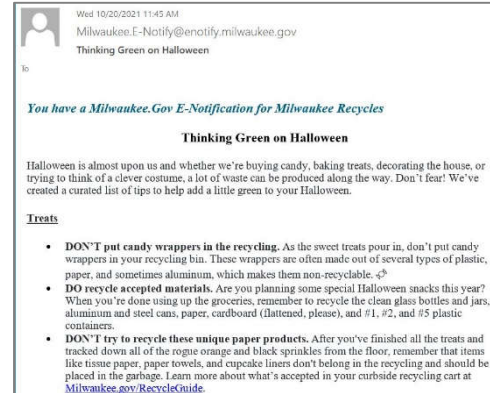 Wed 10/20/2021 11:45 AM
Milwaukee.E-Notify@enotify.milwaukee.gov
Thinking Green on Halloween
To
You have a Milwaukee.Gov E-Notification for Milwaukee Recycles
Thinking Green on Halloween
Halloween is almost upon us and whether we're buying candy, baking treats, decorating the house, or
trying to think of a clever costume, a lot of waste can be produced along the way. Don't fear! We've
created a curated list of tips to help add a little green to your Halloween.
Treats
• DON'T put candy wrappers in the recycling. As the sweet treats pour in, don't put candy
wrappers in your recycling bin. These wrappers are often made out of several types of plastic,
paper, and sometimes aluminum, which makes them non-recyclable.
• DO recycle accepted materials. Are you planning some special Halloween snacks this year?
When you're done using up the groceries, remember to recycle the clean glass bottles and jars,
aluminum and steel cans, paper, cardboard (flattened, please), and #1, #2, and #5 plastic
containers.
• DON'T try to recycle these unique paper products. After you've finished all the treats and
tracked down all of the rogue orange and black sprinkles from the floor, remember that items
like tissue paper, paper towels, and cupcake liners don't belong in the recycling and should be
placed in the garbage. Learn more about what's accepted in your curbside recycling cart at
Milwaukee.gov/RecycleGuide.